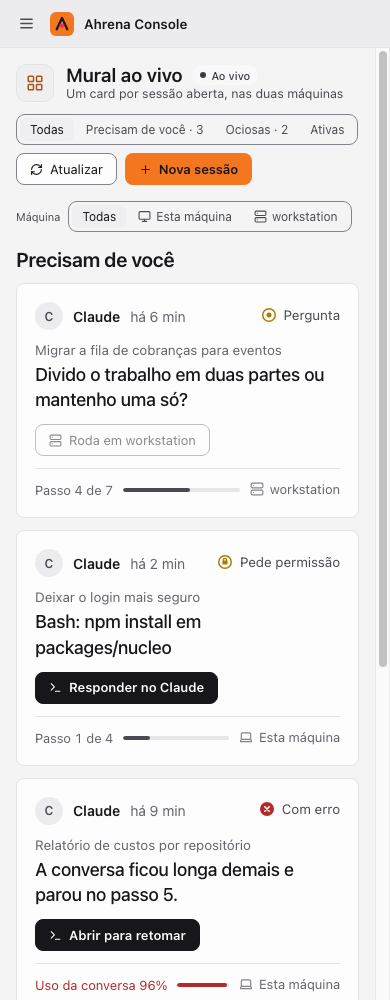 Ahrena Console
Mural ao vivo
Ao vivo
Um card por sessão aberta, nas duas máquinas
Todas
Precisam de você · 3
Ociosas · 2
Ativas
Atualizar
Nova sessão
Máquina
Todas
Esta máquina
workstation
Precisam de você
C
Claude
há 6 min
Pergunta
Migrar a fila de cobranças para eventos
Divido o trabalho em duas partes ou
mantenho uma só?
Roda em workstation
Passo 4 de 7
workstation
C
Claude
há 2 min
Pede permissão
Deixar o login mais seguro
Bash: npm install em
packages/nucleo
Responder no Claude
Passo 1 de 4
Esta máquina
C
Claude
há 9 min
Com erro
Relatório de custos por repositório
A conversa ficou longa demais e
parou no passo 5.
Abrir para retomar
Uso da conversa 96%
Esta máquina